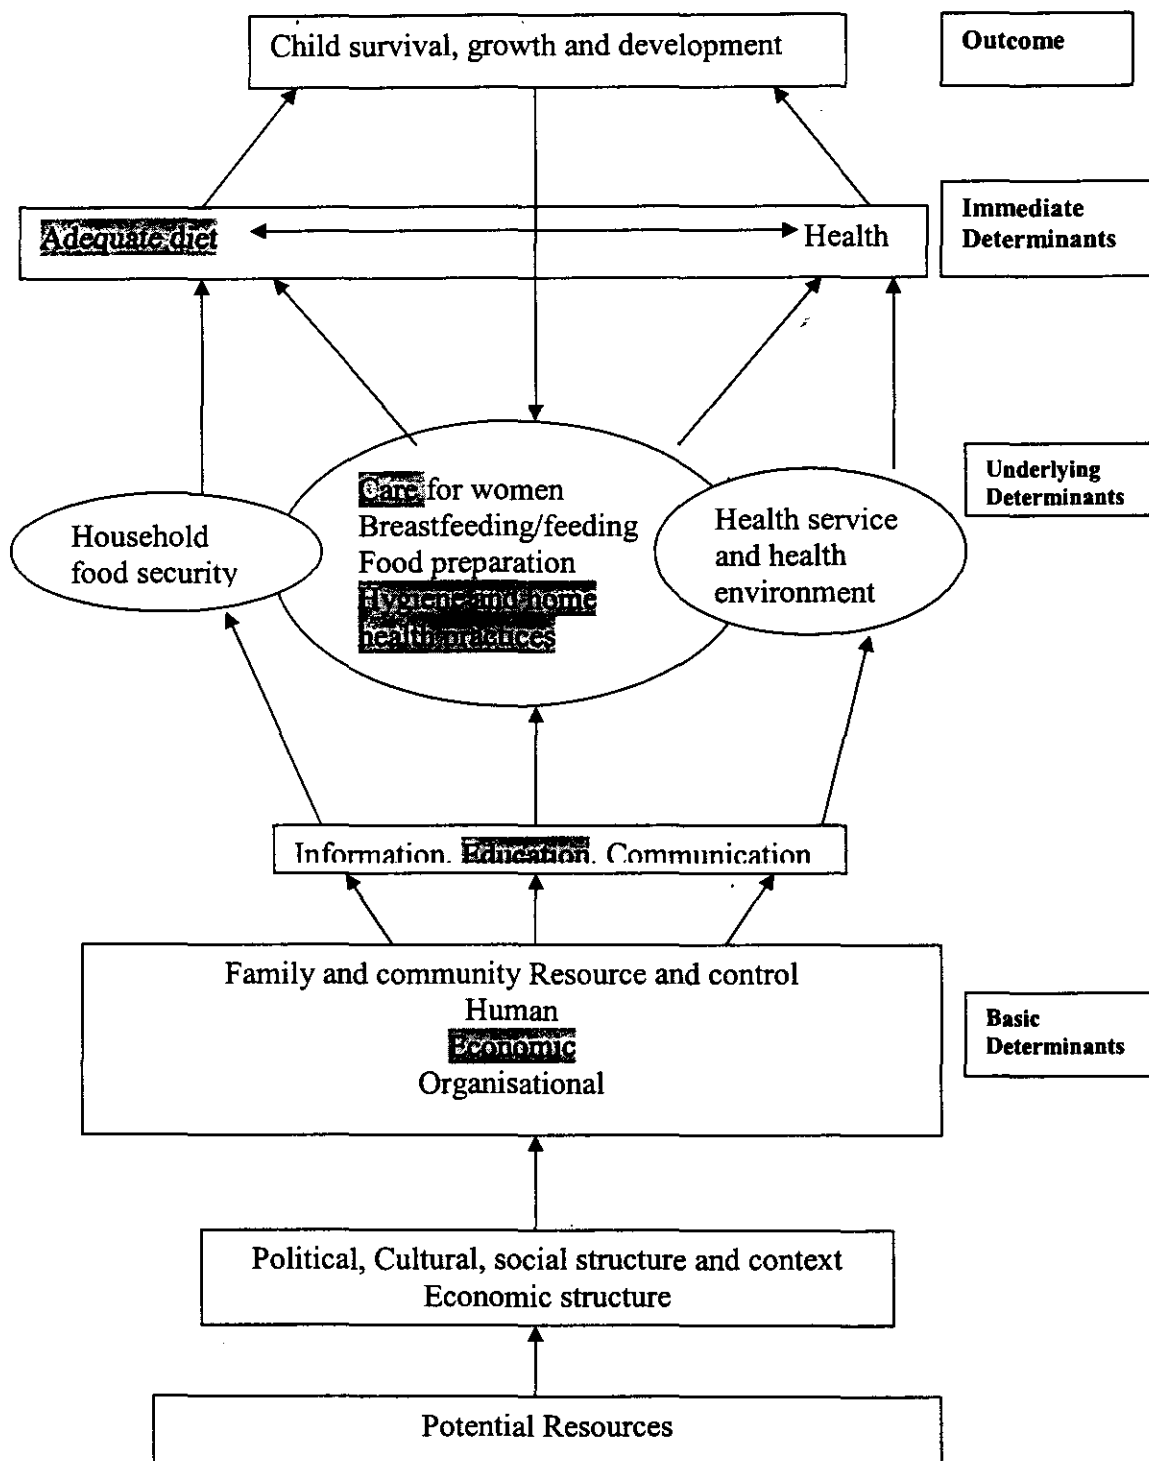 Child survival, growth and development
Outcome
Adequate diet
Health
Immediate
Determinants
Household
food security
Care for women
Breastfeeding/feeding
Food preparation
Hygiene and home
health practices
Health service
and health
environment
Underlying
Determinants
Information, Education, Communication
Family and community Resource and control
Human
Economic
Organisational
Basic
Determinants
Political, Cultural, social structure and context
Economic structure
Potential Resources